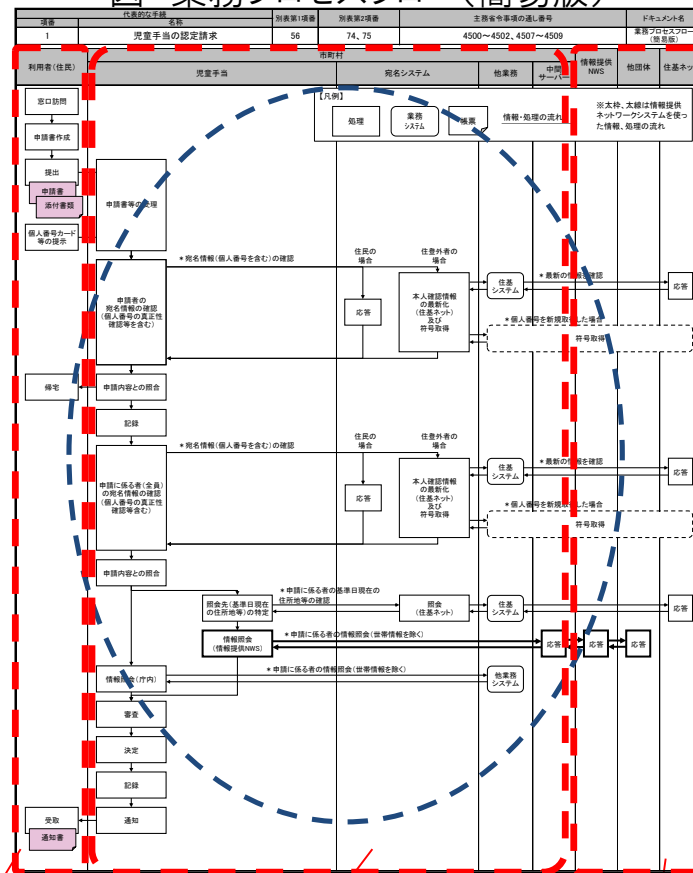 図 業務プロセスフロー（簡易版）
代表的な手続
別表第1項番
別表第2項番
主務省令事項の通し番号
ドキュメント名
項番
名称
1
児童手当の認定請求
56
74、75
4500～4502、4507～4509
業務プロセスフロー
（簡易版）
利用者（住民）
市町村
児童手当
宛名システム
他業務
中間
サーバー
情報提供
NWS
他団体
住基ネット
【凡例】
処理
業務
システム
帳票
情報・処理の流れ
※太枠、太線は情報提供
ネットワークシステムを使っ
た情報、処理の流れ
窓口訪問
申請書作成
提出
申請書
添付書類
個人番号カード
等の提示
申請書等の受理
＊宛名情報（個人番号を含む）の確認
住民の
場合
住登外者の
場合
申請者の
宛名情報の確認
（個人番号の真正性
確認等を含む）
応答
本人確認情報
の最新化
（住基ネット）
及び
符号取得
住基
システム
＊最新の情報を確認
応答
＊個人番号を新規取得した場合
符号取得
帰宅
申請内容との照合
記録
＊宛名情報（個人番号を含む）の確認
住民の
場合
住登外者の
場合
申請に係る者（全員）
の宛名情報の確認
（個人番号の真正性
確認等含む）
応答
本人確認情報
の最新化
（住基ネット）
及び
符号取得
住基
システム
＊最新の情報を確認
応答
＊個人番号を新規取得した場合
符号取得
申請内容との照合
＊申請に係る者の基準日現在の
住所地等の確認
照会先（基準日現在
の住所地等）の特定
照会
（住基ネット）
住基
システム
応答
情報照会
（情報提供NWS）
＊申請に係る者の情報照会（世帯情報を除く）
応答
応答
応答
＊申請に係る者の情報照会（世帯情報を除く）
情報照会（庁内）
他業務
システム
審査
決定
記録
受取
通知
通知書